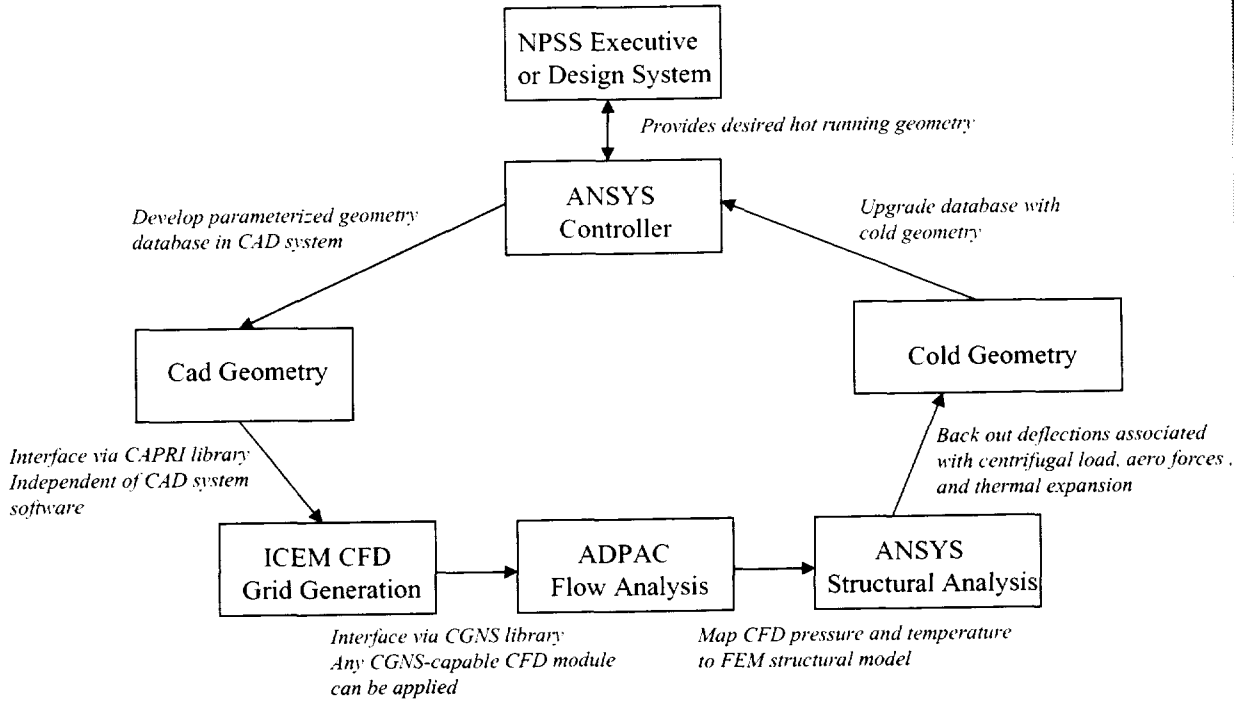 NPSS Executive
or Design System
Provides desired hot running geometry
ANSYS
Controller
Develop parameterized geometry
database in CAD system
Upgrade database with
cold geometry
Cad Geometry
Cold Geometry
Interface via CAPRI library
Independent of CAD system
software
Back out deflections associated
with centrifugal load, aero forces ,
and thermal expansion
ICEM CFD
Grid Generation
ADPAC
Flow Analysis
ANSYS
Structural Analysis
Interface via CGNS library
Any CGNS-capable CFD module
can be applied
Map CFD pressure and temperature
to FEM structural model